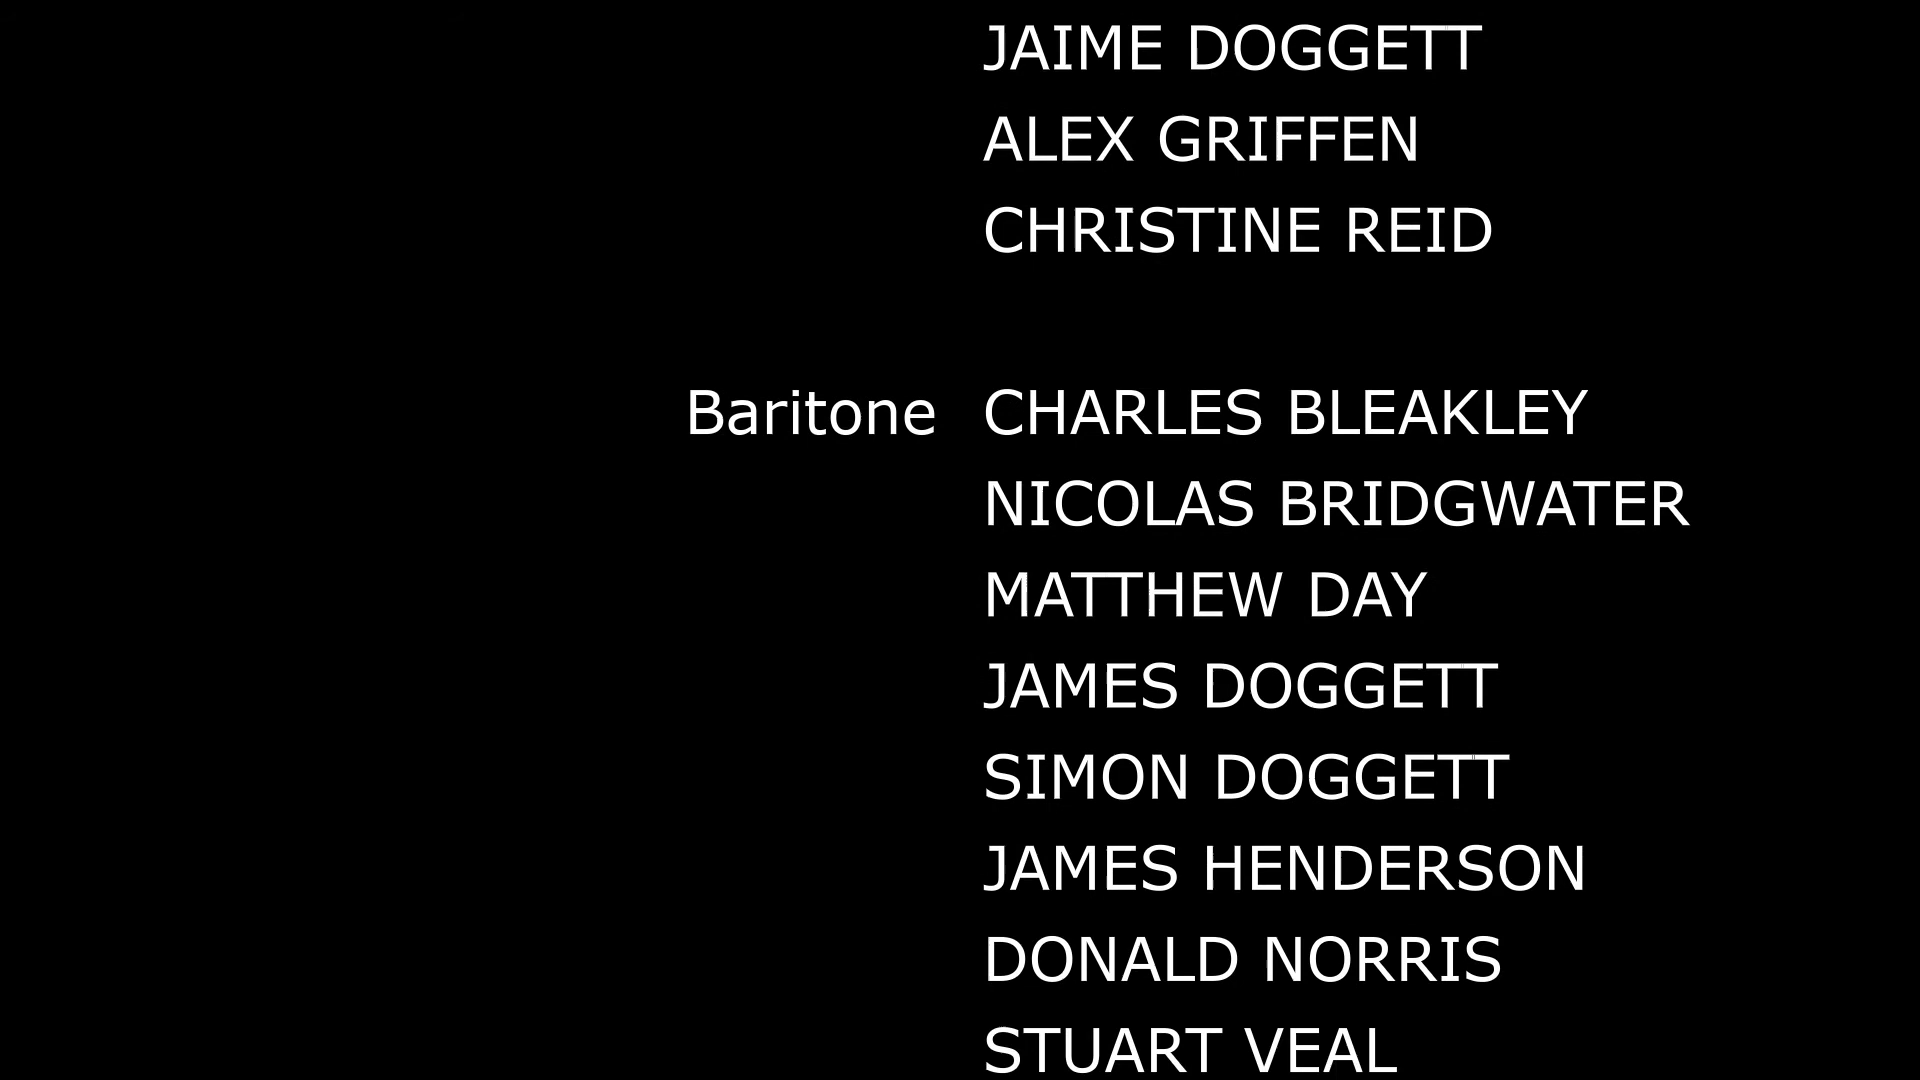 JAIME DOGGETT
ALEX GRIFFEN
CHRISTINE REID
Baritone CHARLES BLEAKLEY
NICOLAS BRIDGWATER
MATTHEW DAY
JAMES DOGGETT
SIMON DOGGETT
JAMES HENDERSON
DONALD NORRIS
STUART VEAL